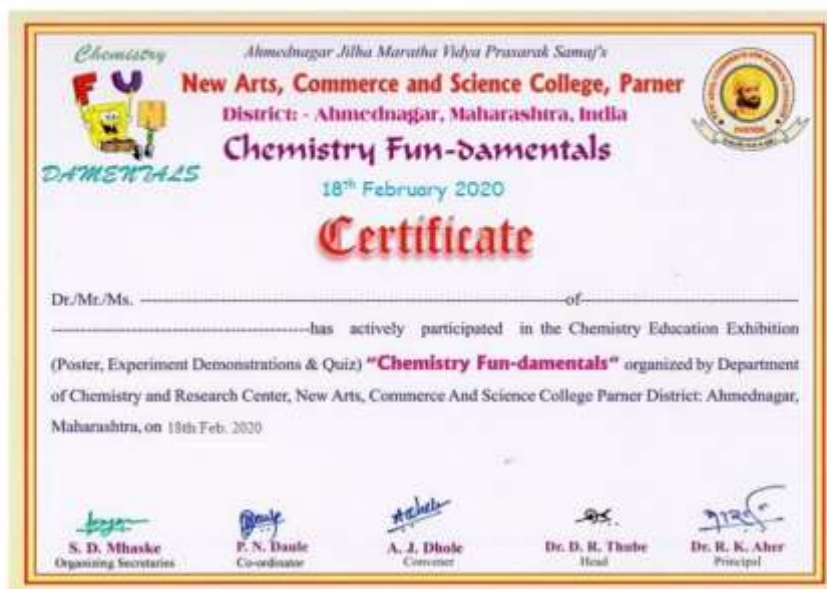 Chemistry
FU
DAMENTALS
Ahmednagar Jilha Maratha Vidya Prasarak Samaj's
New Arts, Commerce and Science College, Parner
District: - Ahmednagar, Maharashtra, India
Chemistry Fun-damentals
18th February 2020
Certificate
Dr./Mr./Ms. ----------of----------
----------has actively participated in the Chemistry Education Exhibition
(Poster, Experiment Demonstrations & Quiz) "Chemistry Fun-damentals" organized by Department
of Chemistry and Research Center, New Arts, Commerce And Science College Parner District: Ahmednagar,
Maharashtra, on 18th Feb. 2020
S. D. Mhaske
Organizing Secretaries
P. N. Daule
Co-ordinator
A. J. Dhole
Convener
Dr. D. R. Thube
Head
Dr. R. K. Aher
Principal